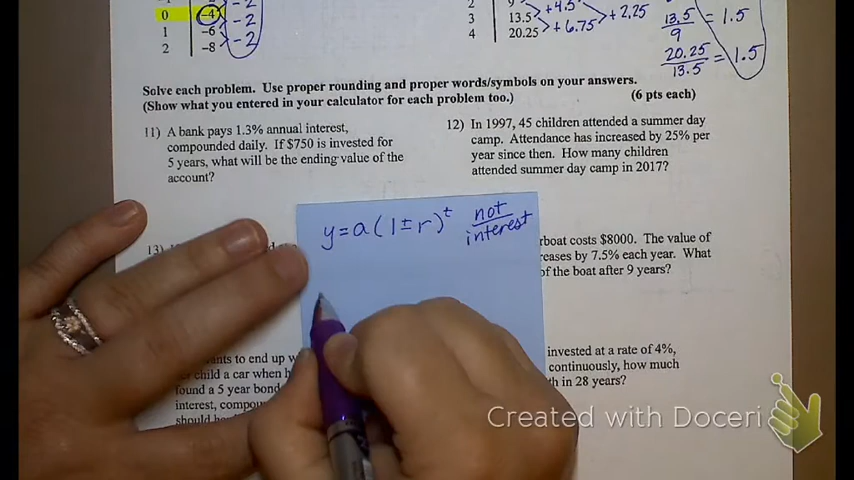 0 -4 -2
1 -6 -2
2 -8 -2
2 9 +4.5
3 13.5 +2.25
4 20.25 +6.75
13.5/9 = 1.5
20.25/13.5 = 1.5
Solve each problem. Use proper rounding and proper words/symbols on your answers.
(Show what you entered in your calculator for each problem too.) (6 pts each)
11) A bank pays 1.3% annual interest,
compounded daily. If $750 is invested for
5 years, what will be the ending value of the
account?
12) In 1997, 45 children attended a summer day
camp. Attendance has increased by 25% per
year since then. How many children
attended summer day camp in 2017?
y=a(1±r)^t not
interest
13)
rboat costs $8000. The value of
reases by 7.5% each year. What
of the boat after 9 years?
ants to end up w
er child a car when h
found a 5 year bond
interest, compou
should he
invested at a rate of 4%,
continuously, how much
th in 28 years?
Created with Doceri